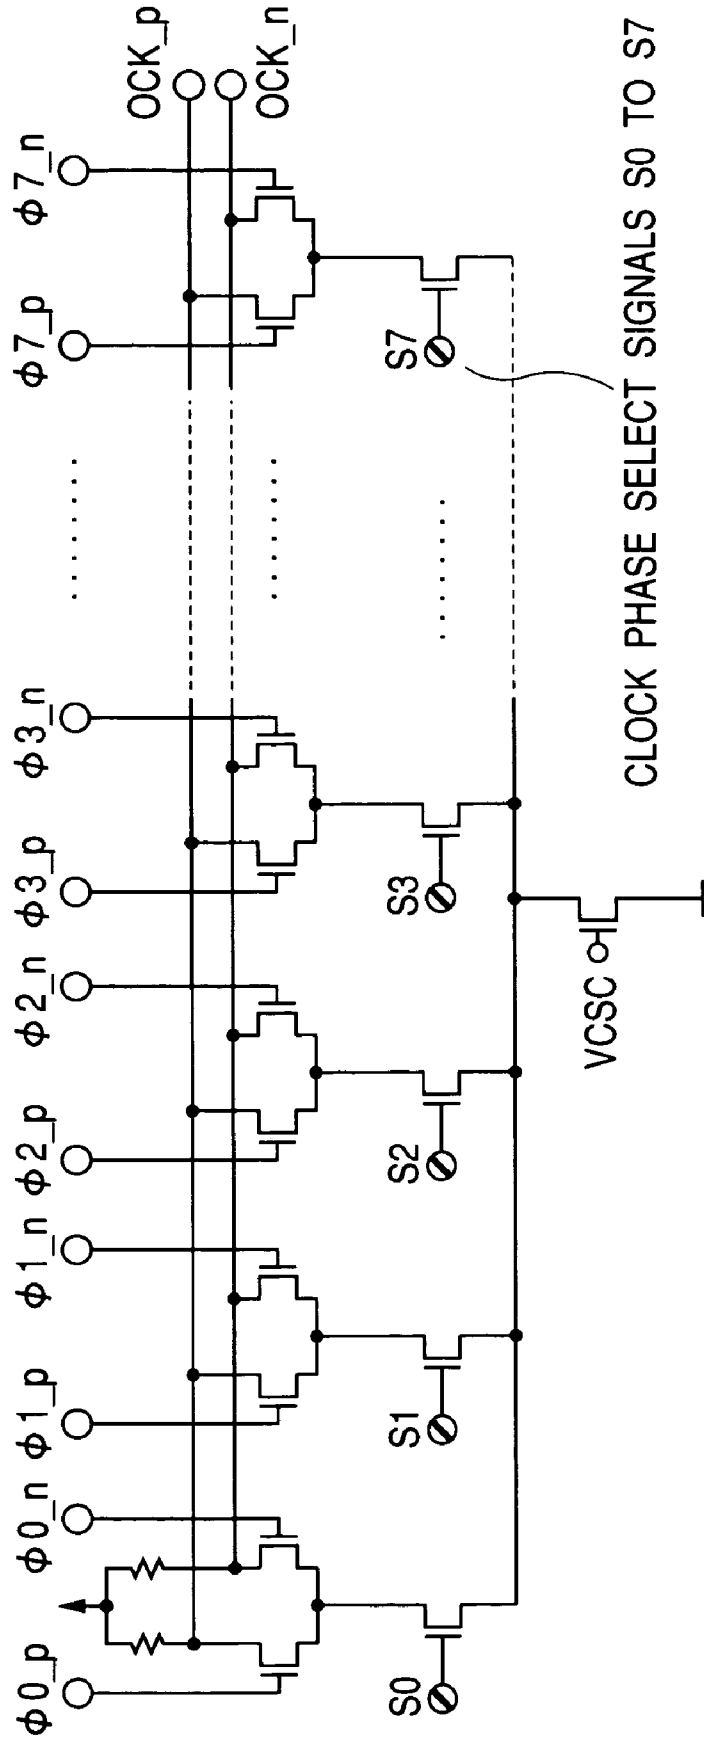 φ0_p
φ0_n
φ1_p
φ1_n
φ2_p
φ2_n
φ3_p
φ3_n
φ7_p
φ7_n
OCK_p
OCK_n
S0
S1
S2
S3
S7
VCSC
CLOCK PHASE SELECT SIGNALS S0 TO S7